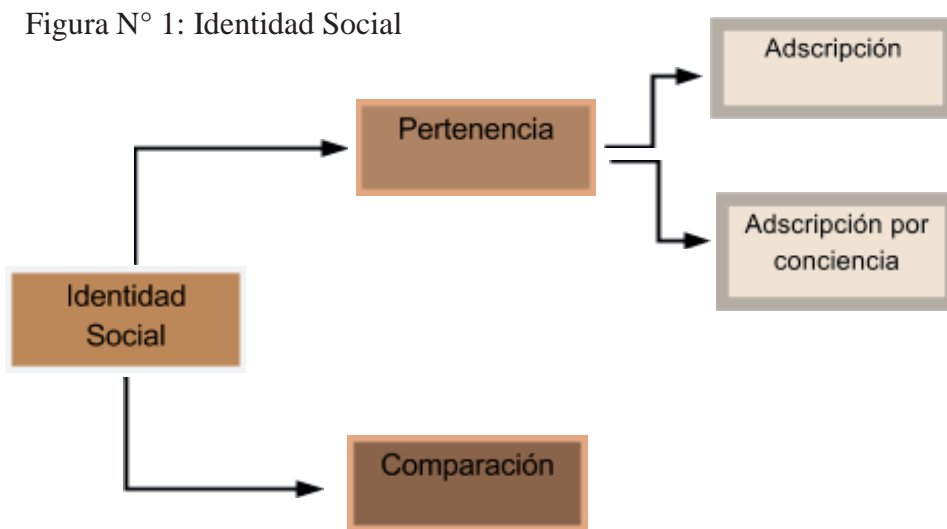 Figura N° 1: Identidad Social
Adscripción
Pertenencia
Adscripción por
conciencia
Identidad
Social
Comparación